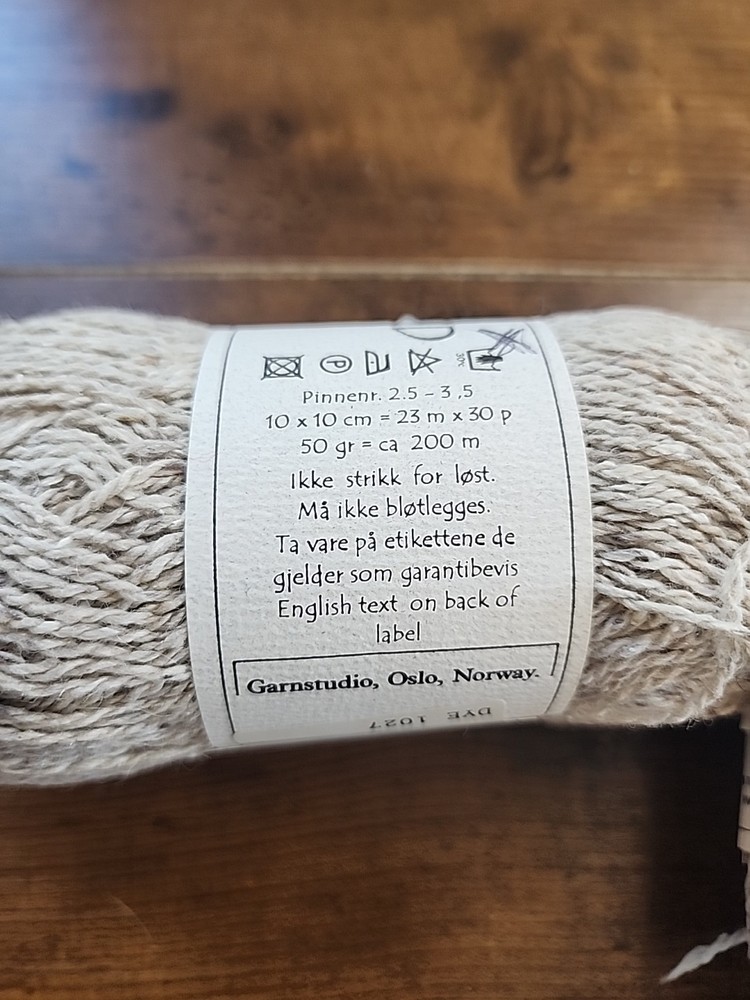 Pinnenr. 2.5 - 3,5
10 x 10 cm = 23 m x 30 p
50 gr = ca 200 m
Ikke strikk for løst.
Må ikke bløtlegges.
Ta vare på etikettene de
gjelder som garantibevis
English text on back of
label
Garnstudio, Oslo, Norway.
DYE 1027